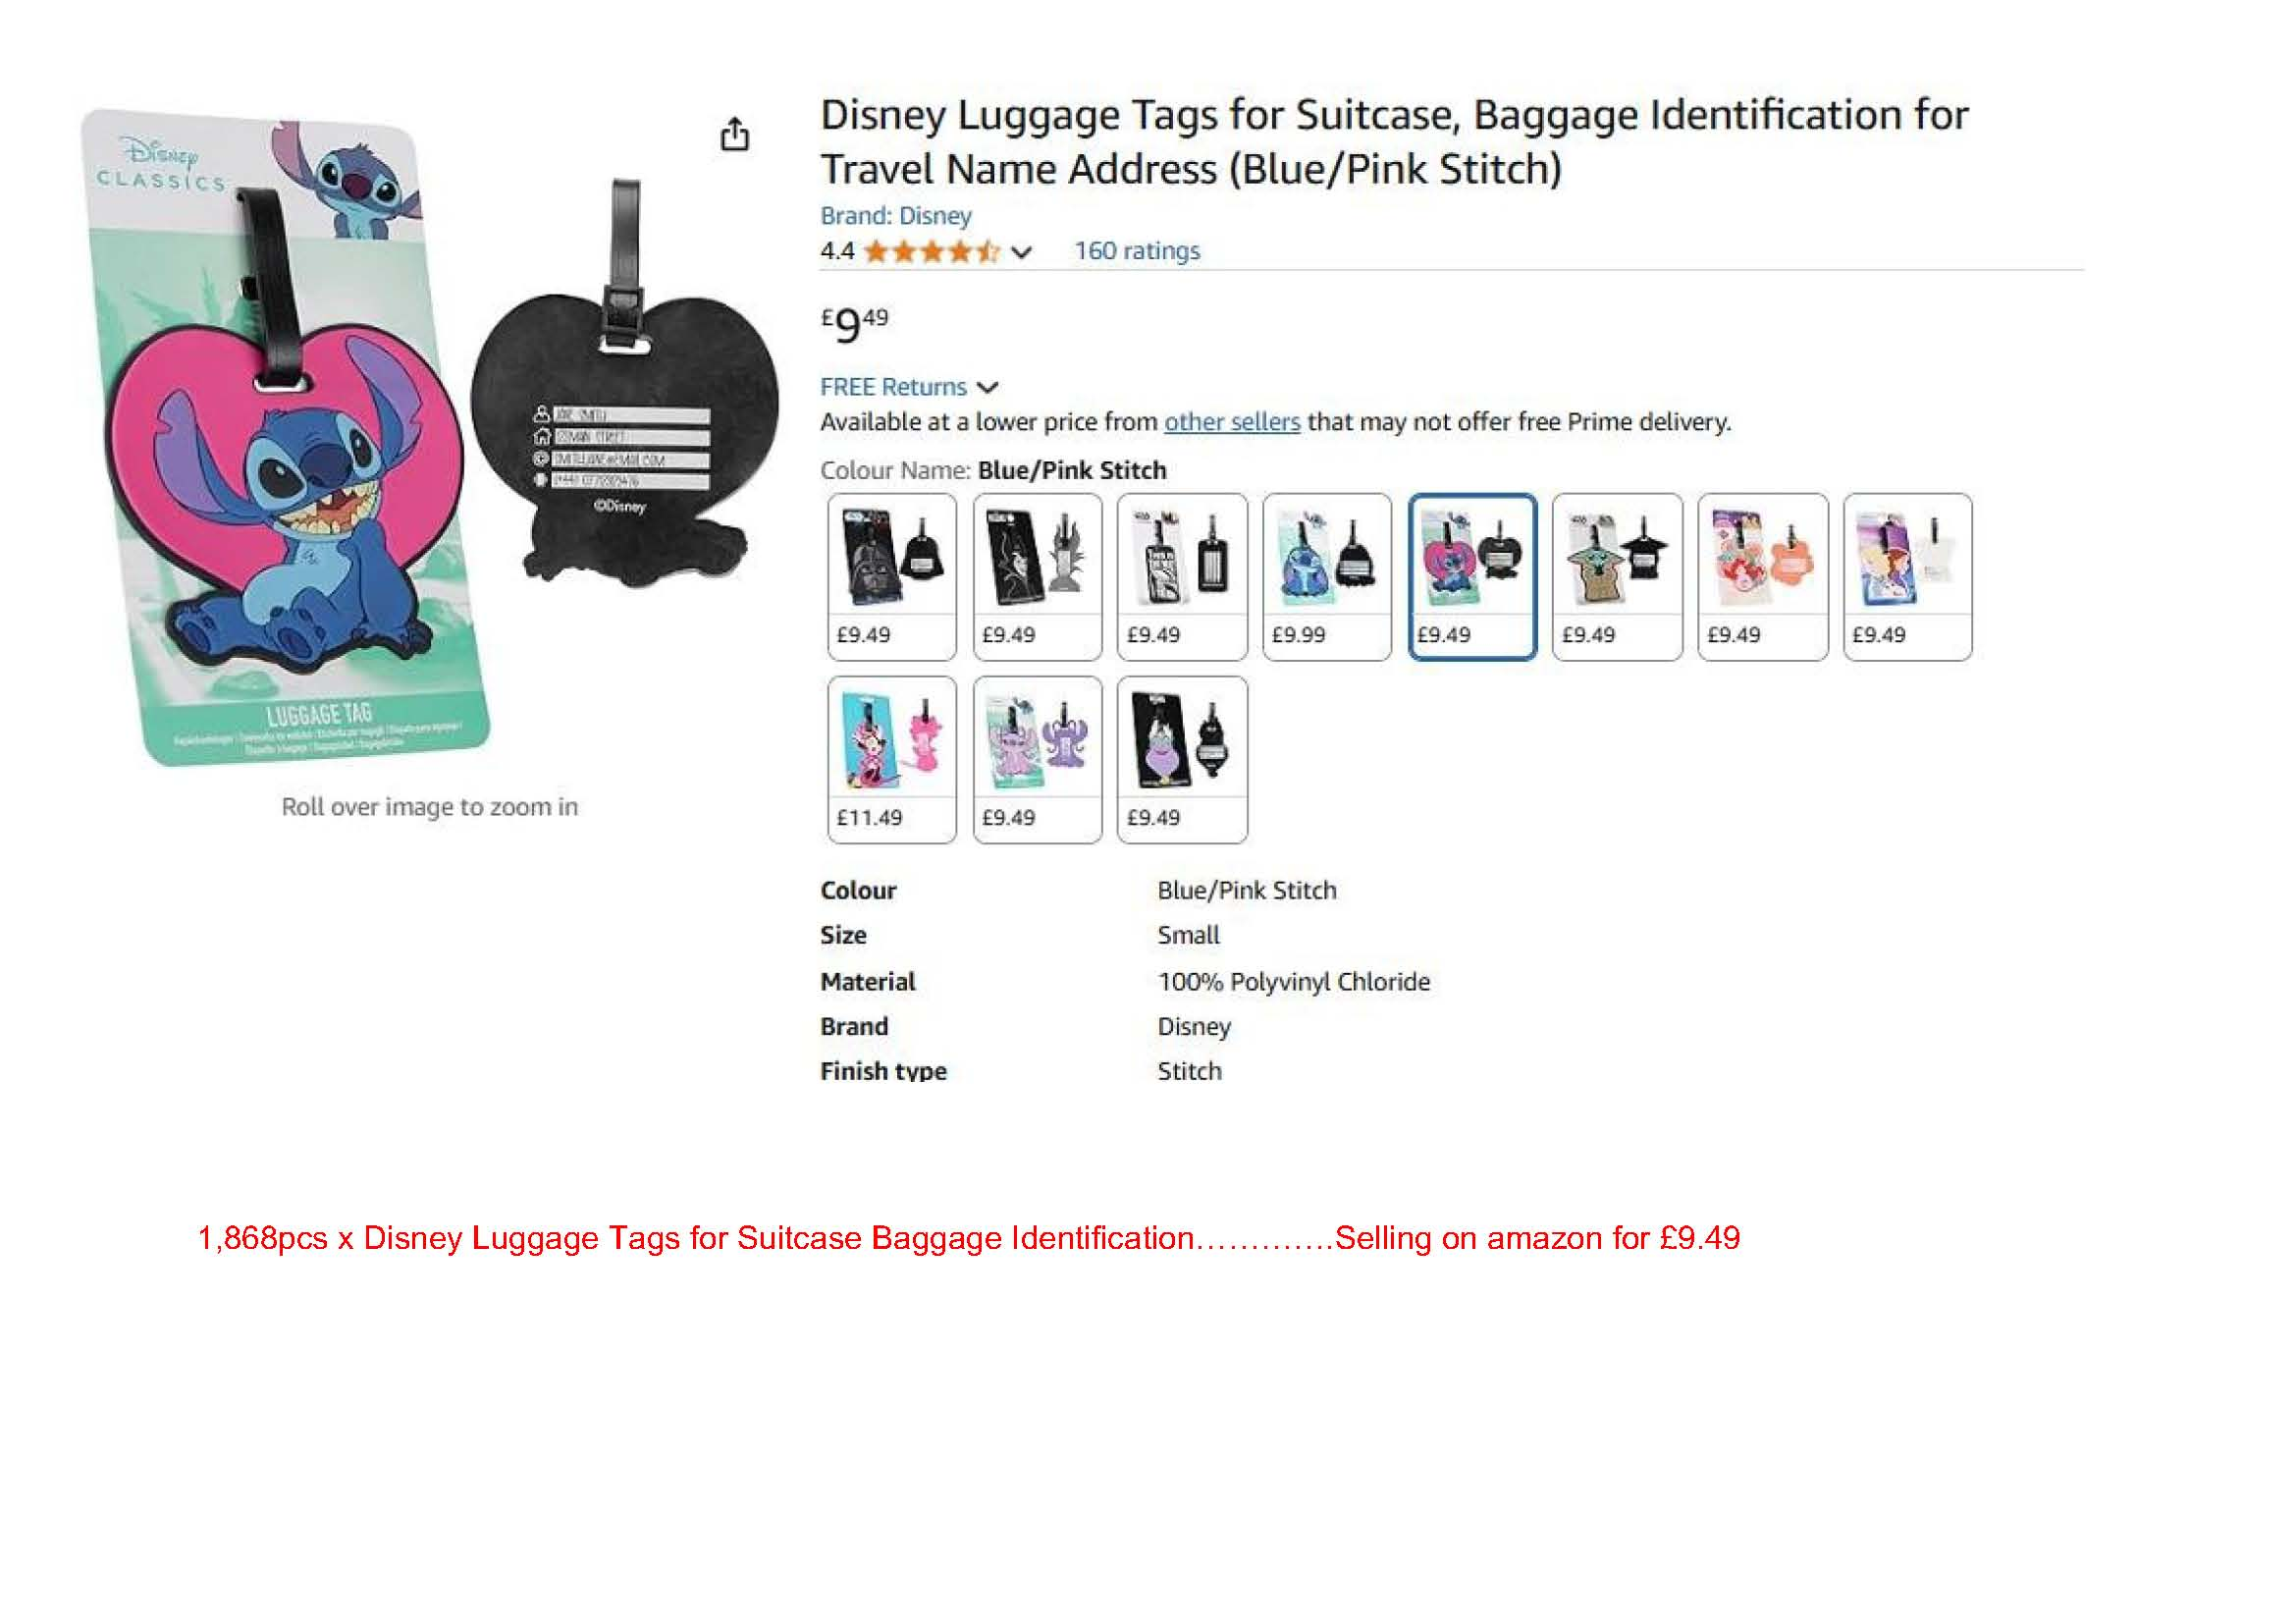 Disney
CLASSICS
LUGGAGE TAG
©Disney
Roll over image to zoom in
Disney Luggage Tags for Suitcase, Baggage Identification for
Travel Name Address (Blue/Pink Stitch)
Brand: Disney
4.4 160 ratings
£9.49
FREE Returns
Available at a lower price from other sellers that may not offer free Prime delivery.
Colour Name: Blue/Pink Stitch
£9.49 £9.49 £9.49 £9.99 £9.49 £9.49 £9.49 £9.49
£11.49 £9.49 £9.49
Colour Blue/Pink Stitch
Size Small
Material 100% Polyvinyl Chloride
Brand Disney
Finish type Stitch
1,868pcs x Disney Luggage Tags for Suitcase Baggage Identification.............Selling on amazon for £9.49